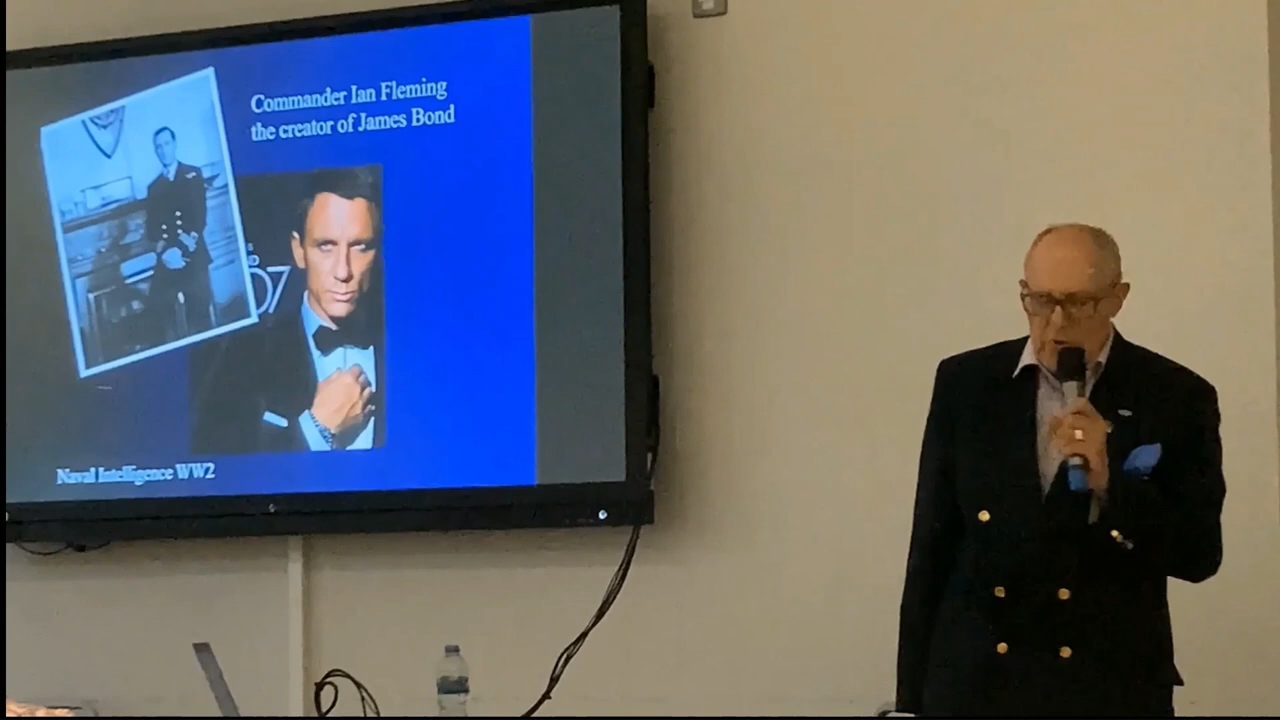 Commander Ian Fleming
the creator of James Bond
07
Naval Intelligence WW2